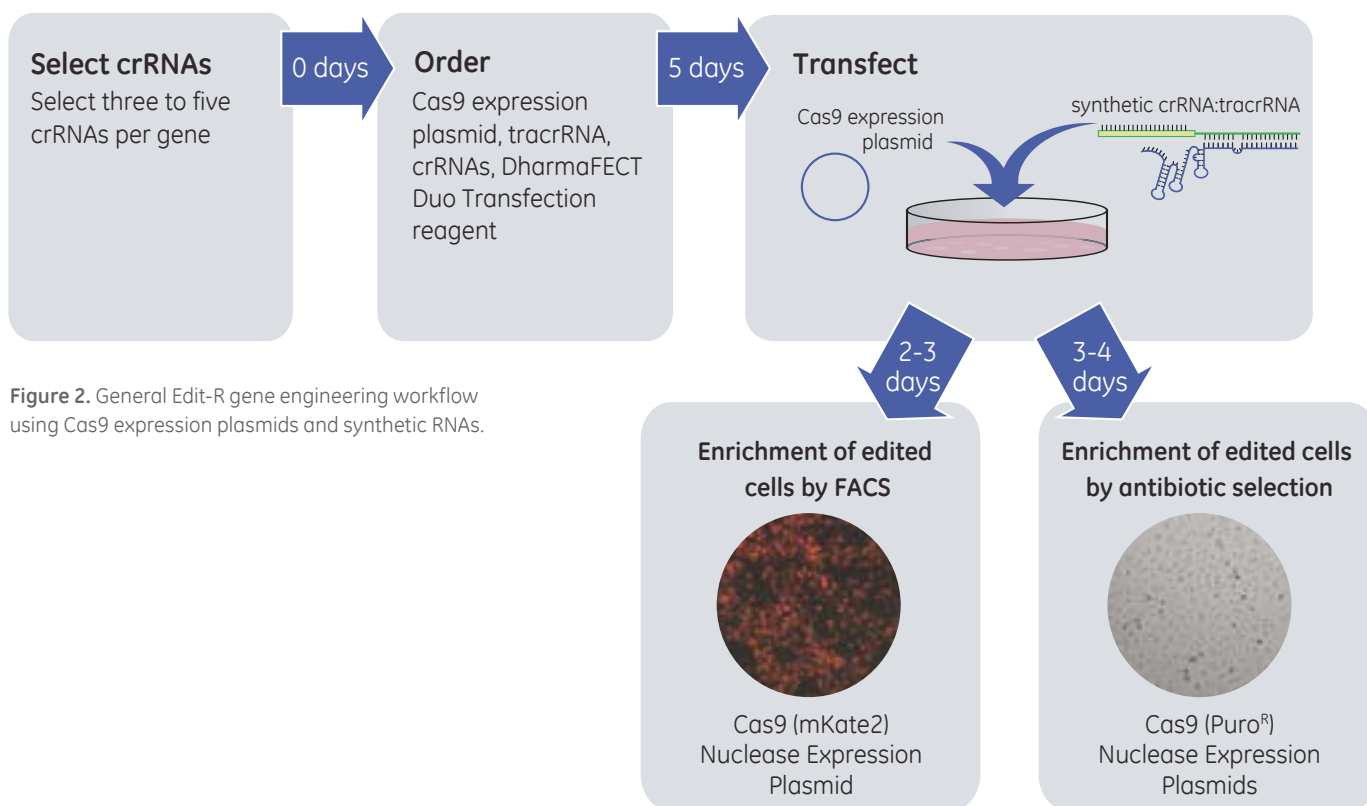 Select crRNAs
Select three to five
crRNAs per gene
0 days
Order
Cas9 expression
plasmid, tracrRNA,
crRNAs, DharmaFECT
Duo Transfection
reagent
5 days
Transfect
Cas9 expression
plasmid
synthetic crRNA:tracrRNA
2-3
days
3-4
days
Figure 2. General Edit-R gene engineering workflow
using Cas9 expression plasmids and synthetic RNAs.
Enrichment of edited
cells by FACS
Cas9 (mKate2)
Nuclease Expression
Plasmid
Enrichment of edited cells
by antibiotic selection
Cas9 (Puroᴿ)
Nuclease Expression
Plasmids